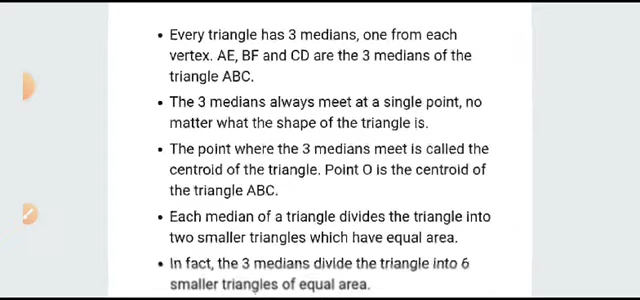 • Every triangle has 3 medians, one from each
vertex. AE, BF and CD are the 3 medians of the
triangle ABC.
• The 3 medians always meet at a single point, no
matter what the shape of the triangle is.
• The point where the 3 medians meet is called the
centroid of the triangle. Point O is the centroid of
the triangle ABC.
• Each median of a triangle divides the triangle into
two smaller triangles which have equal area.
• In fact, the 3 medians divide the triangle into 6
smaller triangles of equal area.